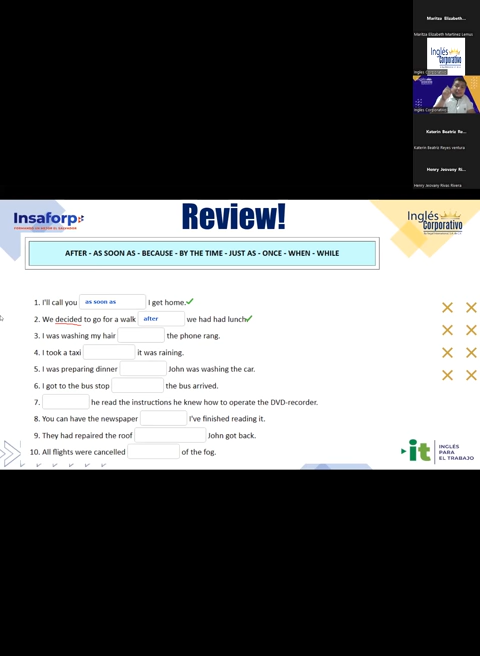 Maritza Elizabeth...
Maritza Elizabeth Martinez Lemus
Inglés
Corporativo
Inglés Corporativo
Inglés Corporativo
Katerin Beatriz Re...
Katerin Beatriz Reyes ventura
Henry Jeovany Ri...
Henry Jeovany Rivas Rivera
Insaforp
Review!
Inglés
Corporativo
AFTER - AS SOON AS - BECAUSE - BY THE TIME - JUST AS - ONCE - WHEN - WHILE
1. I'll call you as soon as I get home.
2. We decided to go for a walk after we had had lunch
3. I was washing my hair the phone rang.
4. I took a taxi it was raining.
5. I was preparing dinner John was washing the car.
6. I got to the bus stop the bus arrived.
7. he read the instructions he knew how to operate the DVD-recorder.
8. You can have the newspaper I've finished reading it.
9. They had repaired the roof John got back.
10. All flights were cancelled of the fog.
it
INGLÉS
PARA
EL TRABAJO